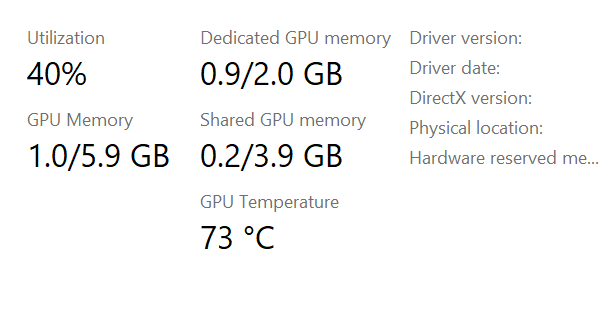 Utilization
40%
GPU Memory
1.0/5.9 GB
Dedicated GPU memory
0.9/2.0 GB
Shared GPU memory
0.2/3.9 GB
GPU Temperature
73 °C
Driver version:
Driver date:
DirectX version:
Physical location:
Hardware reserved me...